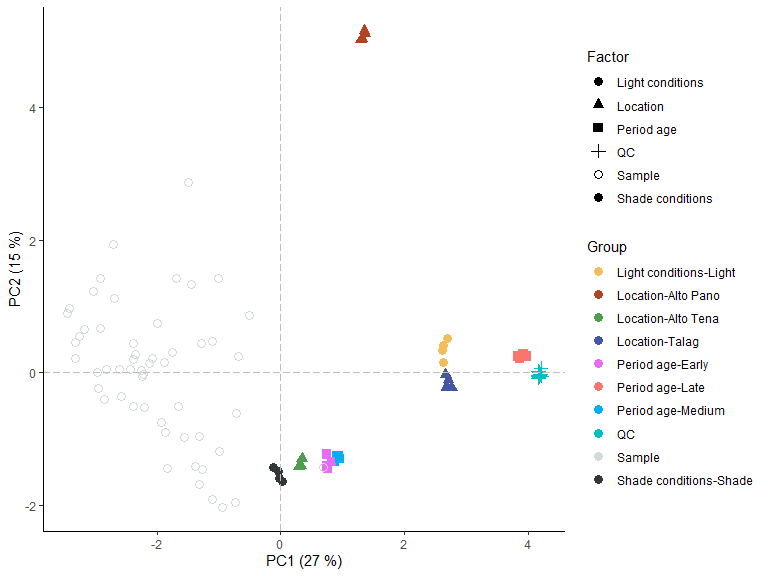 4
2
0
-2
PC2 (15 %)
-2
0
2
4
PC1 (27 %)
Factor
Light conditions
Location
Period age
QC
Sample
Shade conditions
Group
Light conditions-Light
Location-Alto Pano
Location-Alto Tena
Location-Talag
Period age-Early
Period age-Late
Period age-Medium
QC
Sample
Shade conditions-Shade